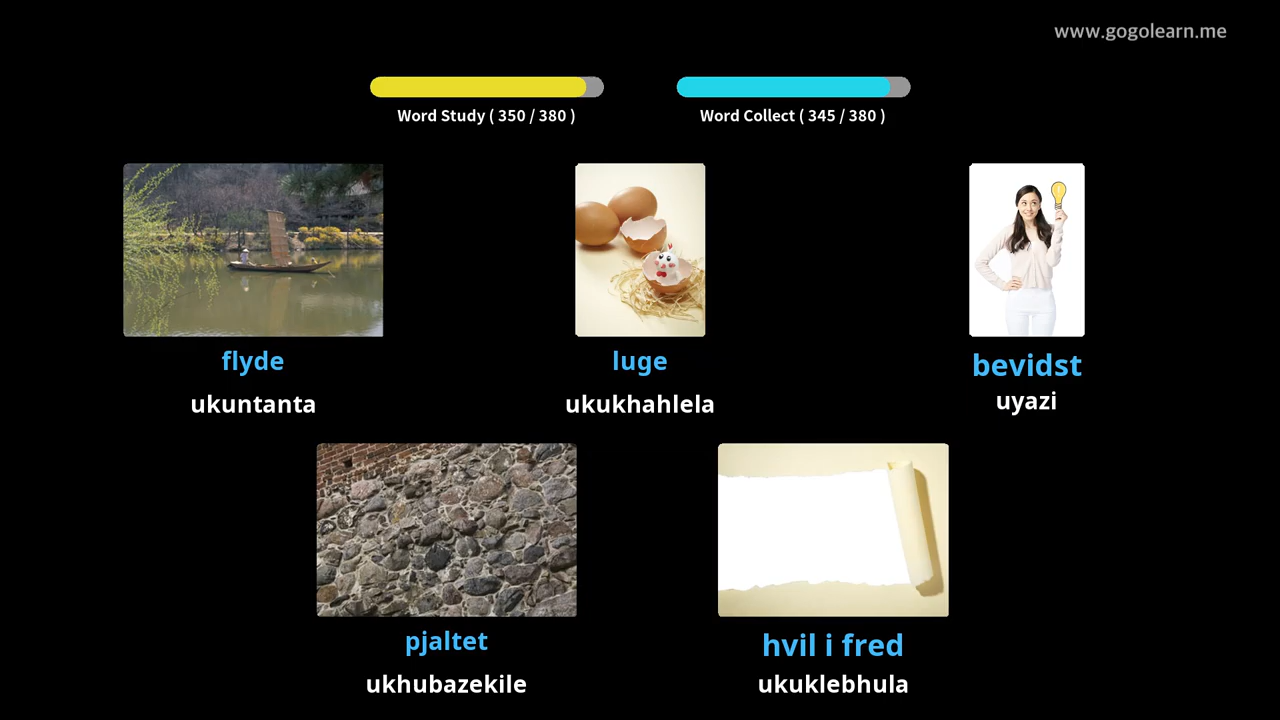 www.gogolearn.me
Word Study ( 350 / 380 )
Word Collect ( 345 / 380 )
flyde
luge
bevidst
ukuntanta
ukukhahlela
uyazi
pjaltet
hvil i fred
ukhubazekile
ukuklebhula